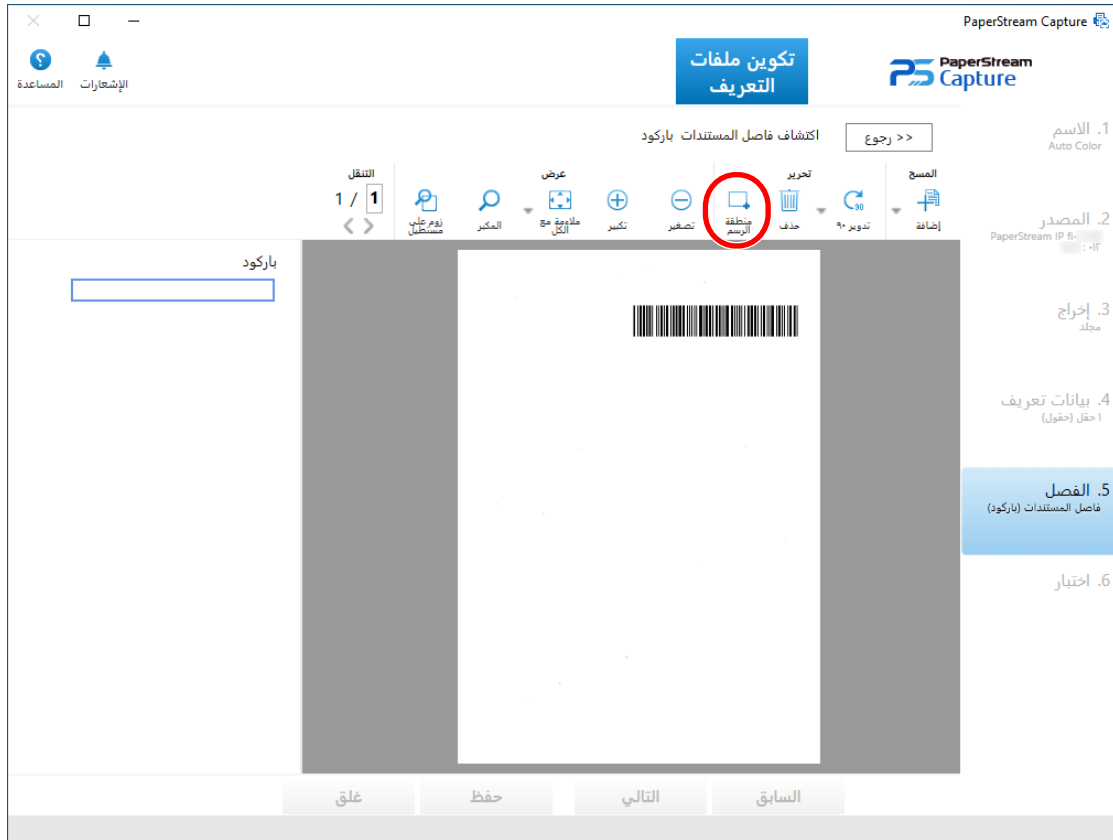 PaperStream Capture
PaperStream
Capture
تكوين ملفات
التعريف
الإشعارات
المساعدة
<< رجوع
اكتشاف فاصل المستندات باركود
المسح
تحرير
عرض
التنقل
إضافة
90
تدوير ٩٠
حذف
منطقة
الرسم
تصغير
تكبير
ملاءمة مع
الكل
المكبر
زوم على
مستطيل
1 / 1
باركود
1. الاسم
Auto Color
2. المصدر
PaperStream IP fi-
3. إخراج
مجلد
4. بيانات تعريف
١ حقل (حقول)
5. الفصل
فاصل المستندات (باركود)
6. اختبار
السابق
التالي
حفظ
غلق